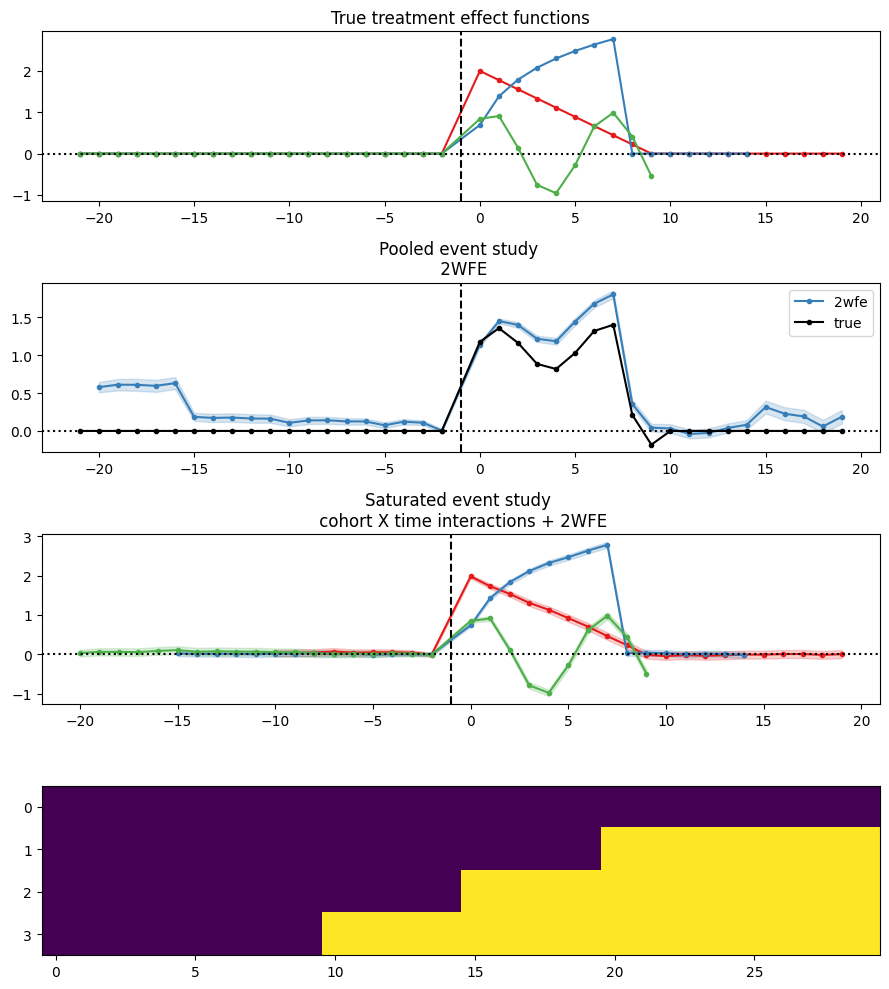 True treatment effect functions
2
1
0
−1
−20 −15 −10 −5 0 5 10 15 20
Pooled event study
2WFE
2wfe
true
1.5
1.0
0.5
0.0
−20 −15 −10 −5 0 5 10 15 20
Saturated event study
cohort X time interactions + 2WFE
3
2
1
0
−1
−20 −15 −10 −5 0 5 10 15 20
0
1
2
3
0 5 10 15 20 25